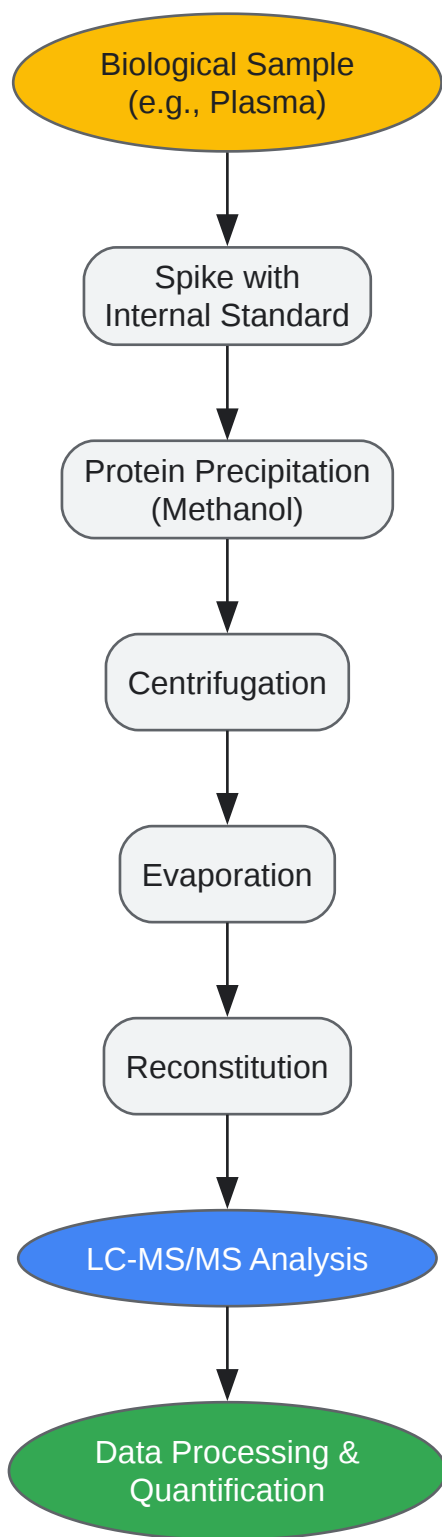 Biological Sample
(e.g., Plasma)
Spike with
Internal Standard
Protein Precipitation
(Methanol)
Centrifugation
Evaporation
Reconstitution
LC-MS/MS Analysis
Data Processing &
Quantification